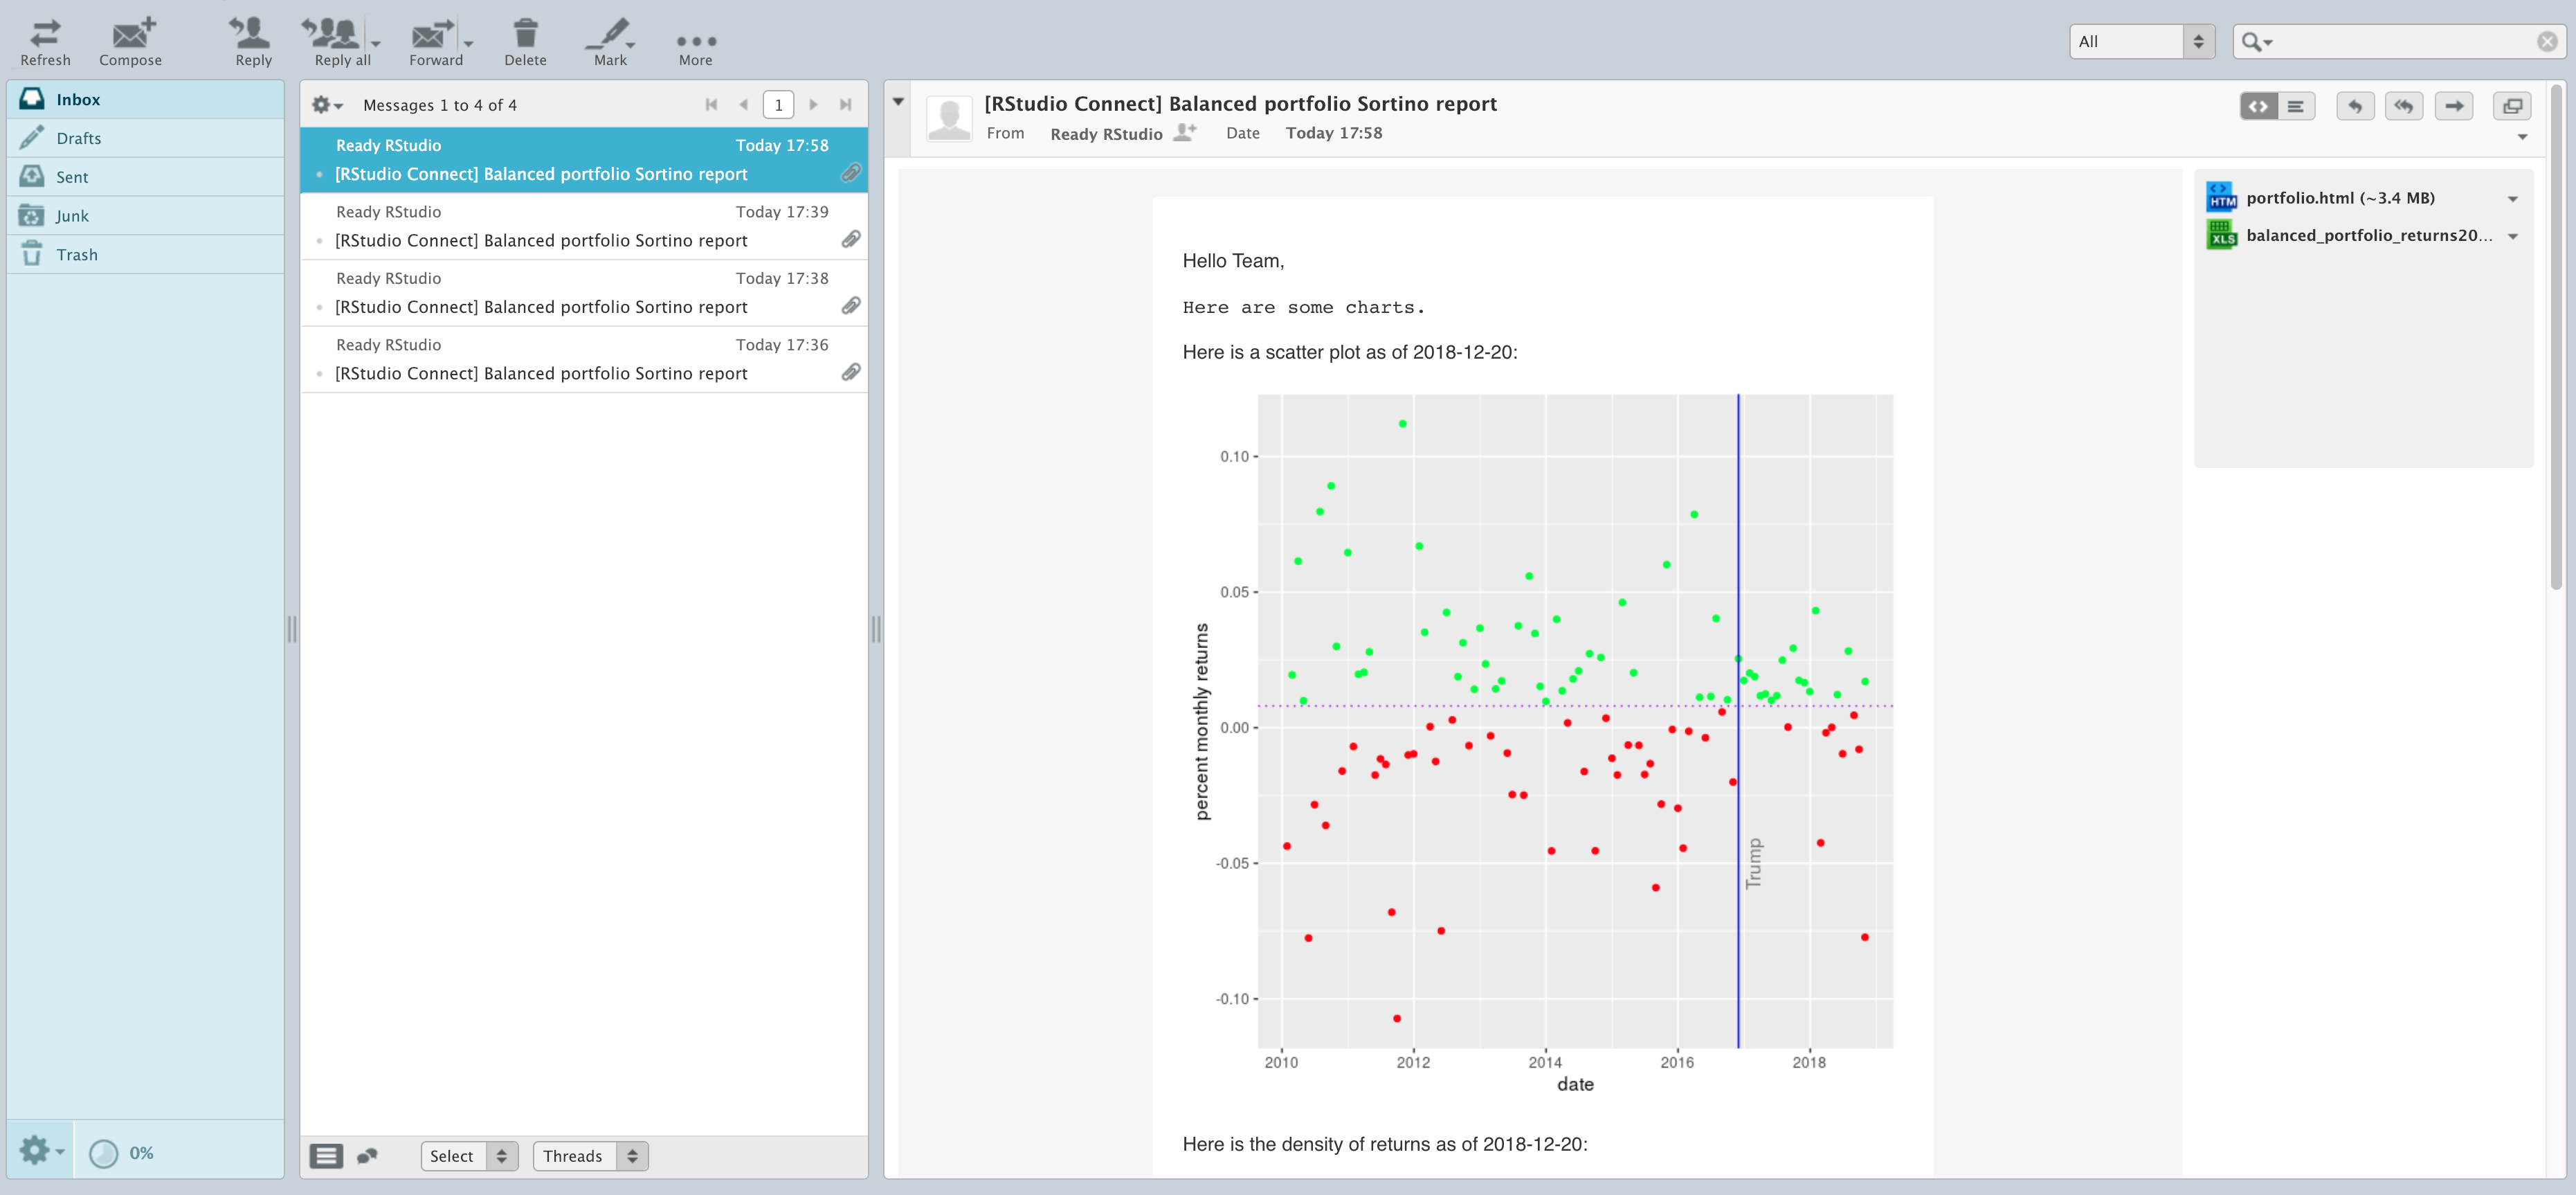 Refresh
Compose
Reply
Reply all
Forward
Delete
Mark
More
All
Inbox
Drafts
Sent
Junk
Trash
0%
Messages 1 to 4 of 4
1
Ready RStudio Today 17:58
[RStudio Connect] Balanced portfolio Sortino report
Ready RStudio Today 17:39
[RStudio Connect] Balanced portfolio Sortino report
Ready RStudio Today 17:38
[RStudio Connect] Balanced portfolio Sortino report
Ready RStudio Today 17:36
[RStudio Connect] Balanced portfolio Sortino report
Select
Threads
[RStudio Connect] Balanced portfolio Sortino report
From Ready RStudio Date Today 17:58
Hello Team,
Here are some charts.
Here is a scatter plot as of 2018-12-20:
percent monthly returns
0.10
0.05
0.00
-0.05
-0.10
Trump
2010 2012 2014 2016 2018
date
Here is the density of returns as of 2018-12-20:
HTM
portfolio.html (~3.4 MB)
XLS
balanced_portfolio_returns20...